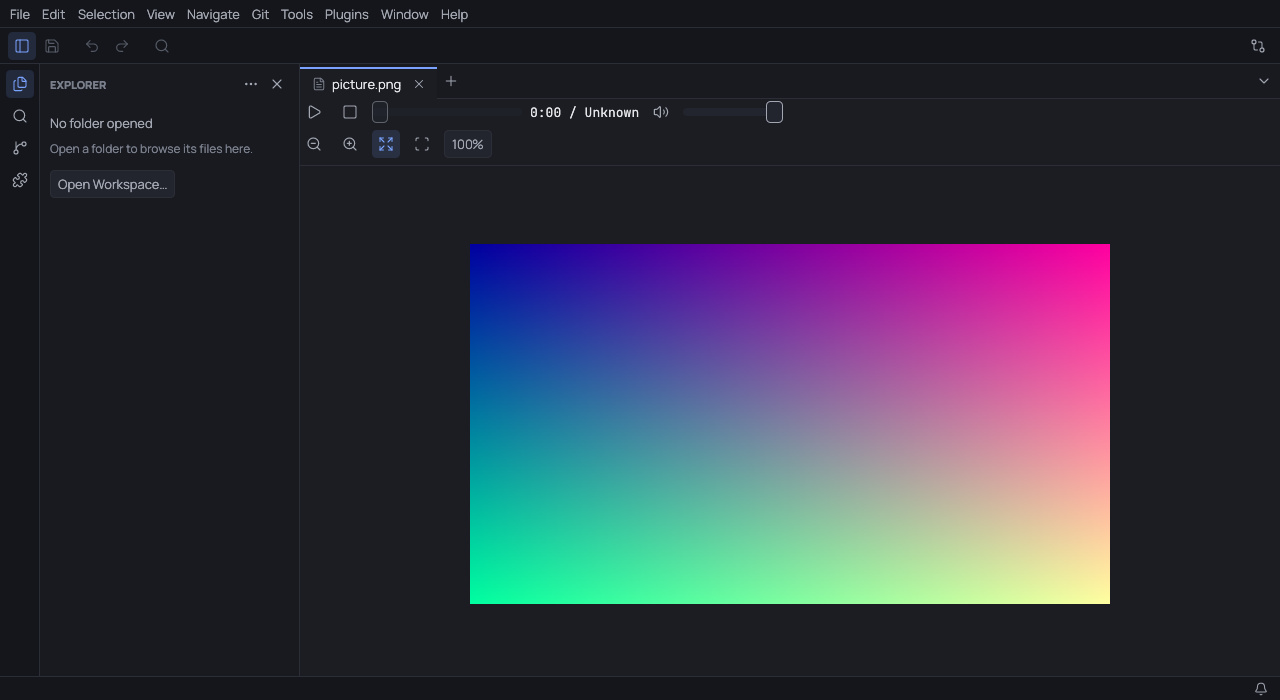 File Edit Selection View Navigate Git Tools Plugins Window Help
EXPLORER
No folder opened
Open a folder to browse its files here.
Open Workspace...
picture.png
0:00 / Unknown
100%